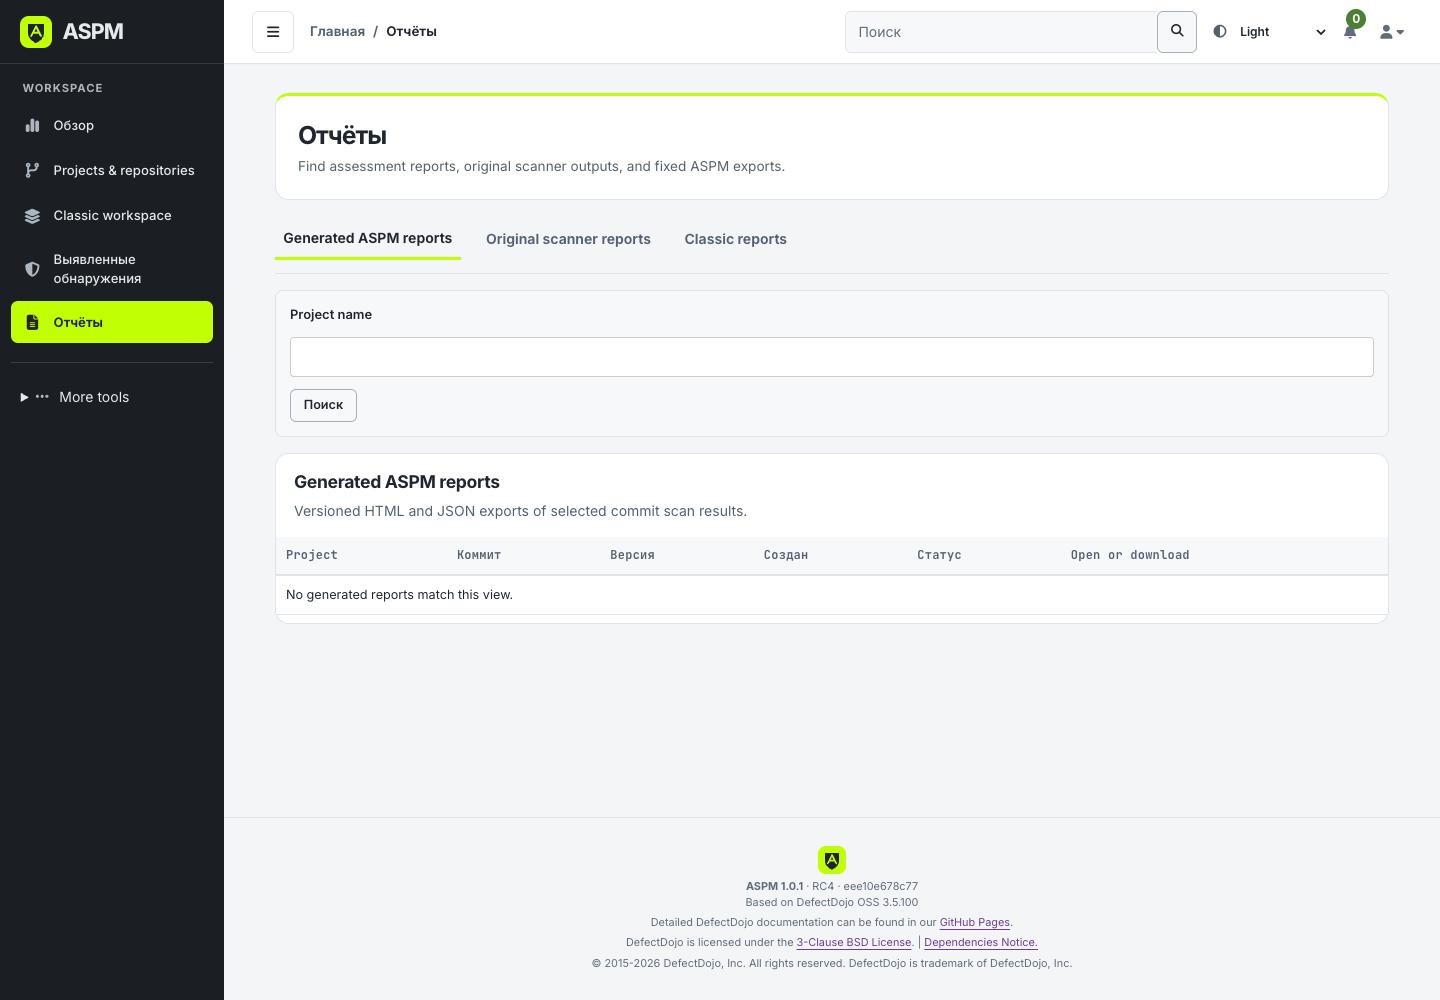 ASPM
Главная / Отчёты
Поиск
Light
0
WORKSPACE
Обзор
Projects & repositories
Classic workspace
Выявленные
обнаружения
Отчёты
More tools
Отчёты
Find assessment reports, original scanner outputs, and fixed ASPM exports.
Generated ASPM reports
Original scanner reports
Classic reports
Project name
Поиск
Generated ASPM reports
Versioned HTML and JSON exports of selected commit scan results.
Project Коммит Версия Создан Статус Open or download
No generated reports match this view.
ASPM 1.0.1 · RC4 · eee10e678c77
Based on DefectDojo OSS 3.5.100
Detailed DefectDojo documentation can be found in our GitHub Pages.
DefectDojo is licensed under the 3-Clause BSD License. | Dependencies Notice.
© 2015-2026 DefectDojo, Inc. All rights reserved. DefectDojo is trademark of DefectDojo, Inc.